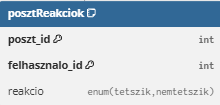 posztReakciok
poszt_id int
felhasznalo_id int
reakcio enum(tetszik,nemtetszik)